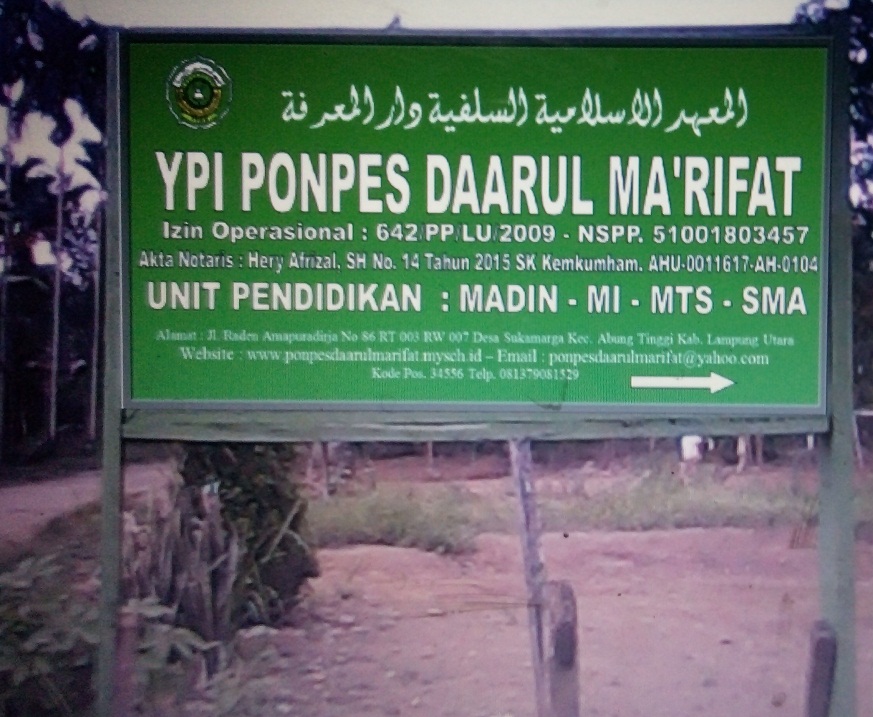 المعهد الاسلامية السلفية دار المعرفة
YPI PONPES DAARUL MA'RIFAT
Izin Operasional : 642/PP/LU/2009 - NSPP. 51001803457
Akta Notaris : Hery Afrizal, SH No. 14 Tahun 2015 SK Kemkumham. AHU-0011617-AH-0104
UNIT PENDIDIKAN : MADIN - MI - MTS - SMA
Alamat : Jl. Raden Amapuradirja No 86 RT 003 RW 007 Desa Sukamarga Kec. Abung Tinggi Kab. Lampung Utara
Website : www.ponpesdaarulmarifat.mysch.id – Email : ponpesdaarulmarifat@yahoo.com
Kode Pos. 34556 Telp. 081379081529